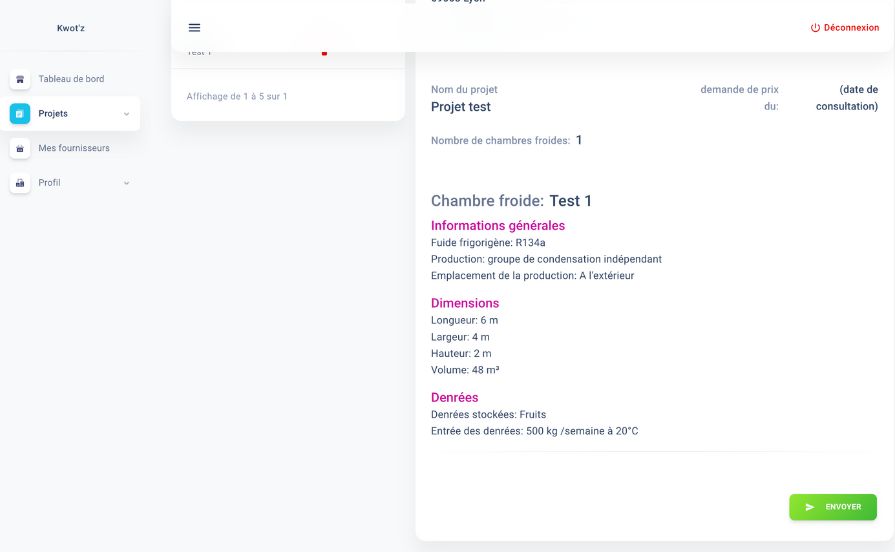 Kwot'z
Déconnexion
Tableau de bord
Projets
Mes fournisseurs
Profil
Test 1
Affichage de 1 à 5 sur 1
Nom du projet
Projet test
demande de prix
du:
(date de
consultation)
Nombre de chambres froides: 1
Chambre froide: Test 1
Informations générales
Fuide frigorigène: R134a
Production: groupe de condensation indépendant
Emplacement de la production: A l'extérieur
Dimensions
Longueur: 6 m
Largeur: 4 m
Hauteur: 2 m
Volume: 48 m³
Denrées
Denrées stockées: Fruits
Entrée des denrées: 500 kg /semaine à 20°C
ENVOYER